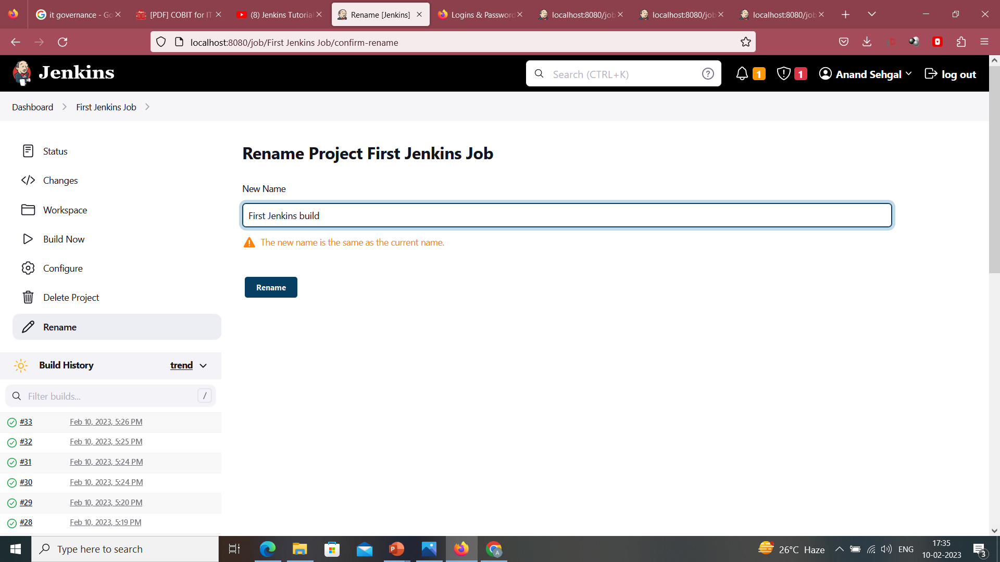 it governance - Go
[PDF] COBIT for IT
(8) Jenkins Tutorial
Rename [Jenkins]
Logins & Password
localhost:8080/job
localhost:8080/job
localhost:8080/job
localhost:8080/job/First Jenkins Job/confirm-rename
Jenkins
Search (CTRL+K)
?
1
1
Anand Sehgal
log out
Dashboard
First Jenkins Job
Status
Changes
Workspace
Build Now
Configure
Delete Project
Rename
Rename Project First Jenkins Job
New Name
First Jenkins build
The new name is the same as the current name.
Rename
Build History
trend
Filter builds...
/
#33 Feb 10, 2023, 5:26 PM
#32 Feb 10, 2023, 5:25 PM
#31 Feb 10, 2023, 5:24 PM
#30 Feb 10, 2023, 5:24 PM
#29 Feb 10, 2023, 5:20 PM
#28 Feb 10, 2023, 5:19 PM
Type here to search
26°C Haze
ENG
17:35
10-02-2023
3